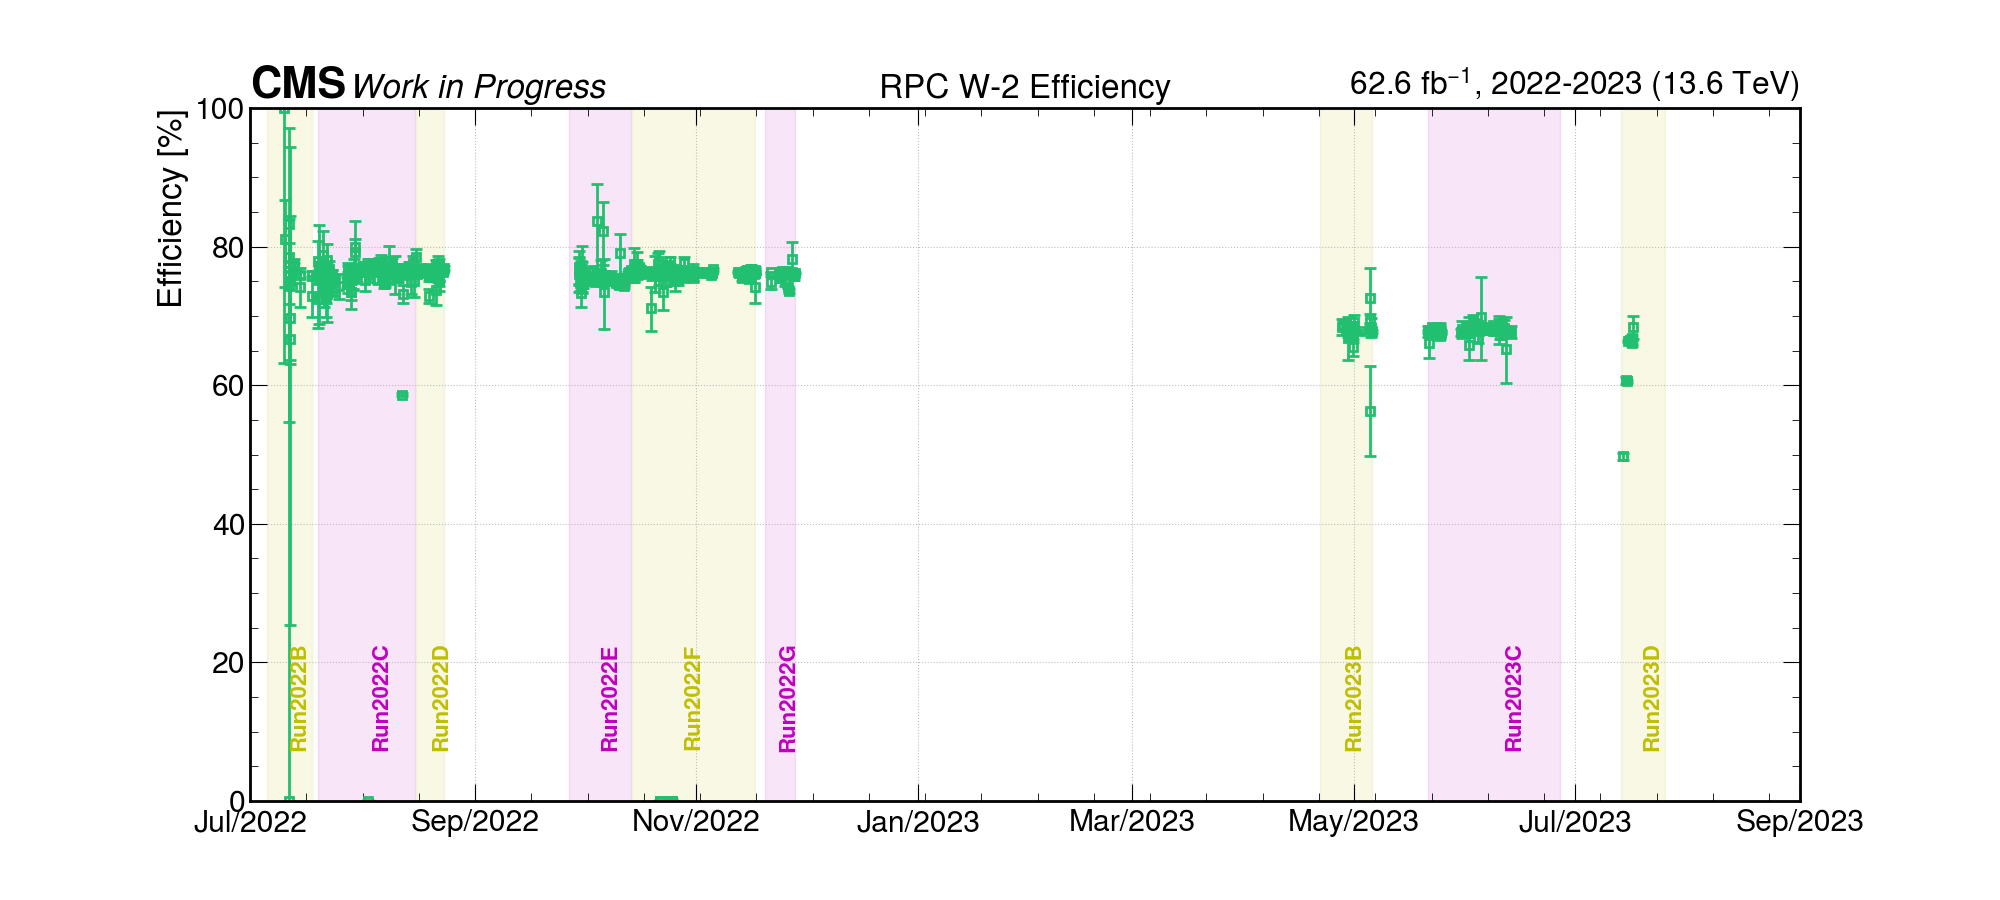 CMS Work in Progress RPC W-2 Efficiency 62.6 fb⁻¹, 2022-2023 (13.6 TeV)
Efficiency [%]
100
80
60
40
20
0
Run2022B Run2022C Run2022D Run2022E Run2022F Run2022G Run2023B Run2023C Run2023D
Jul/2022 Sep/2022 Nov/2022 Jan/2023 Mar/2023 May/2023 Jul/2023 Sep/2023